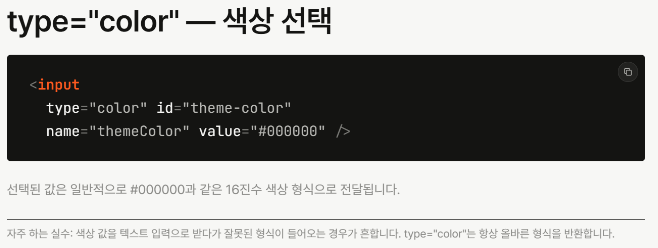 type="color" — 색상 선택
<input
type="color" id="theme-color"
name="themeColor" value="#000000" />
선택된 값은 일반적으로 #000000과 같은 16진수 색상 형식으로 전달됩니다.
자주 하는 실수: 색상 값을 텍스트 입력으로 받다가 잘못된 형식이 들어오는 경우가 흔합니다. type="color"는 항상 올바른 형식을 반환합니다.